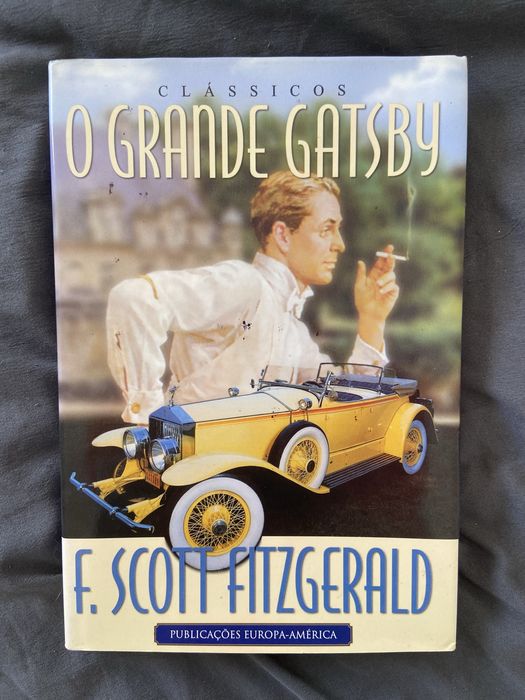 CLÁSSICOS
O GRANDE GATSBY
F. SCOTT FITZGERALD
PUBLICAÇÕES EUROPA-AMÉRICA